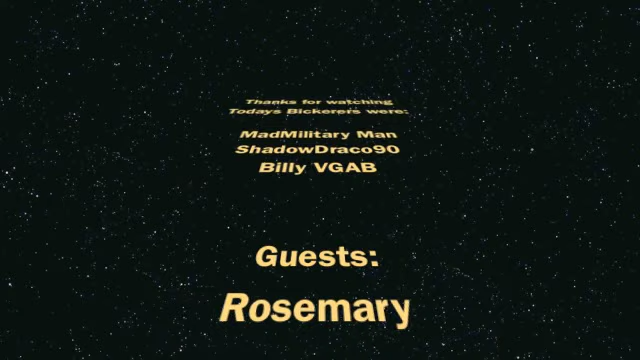 Thanks for watching
Todays Bickerers were:
MadMilitary Man
ShadowDraco90
Billy VGAB
Guests:
Rosemary